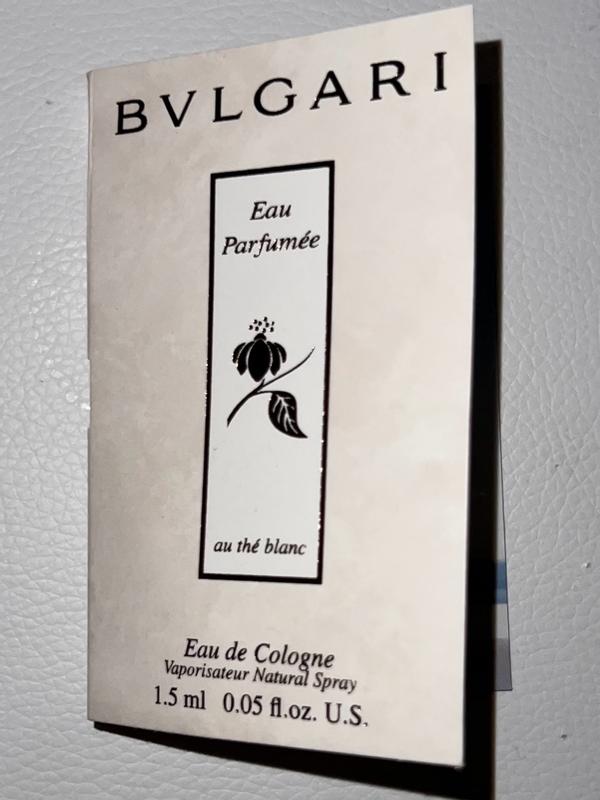 BVLGARI
Eau
Parfumée
au thé blanc
Eau de Cologne
Vaporisateur Natural Spray
1.5 ml 0.05 fl.oz. U.S.